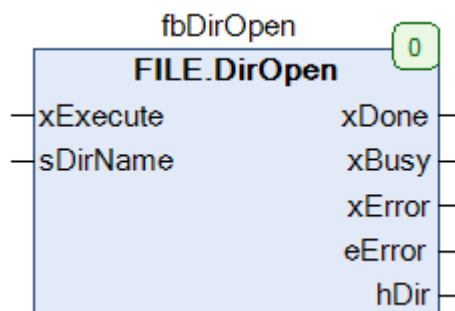 fbDirOpen
0
FILE.DirOpen
xExecute xDone
sDirName xBusy
xError
eError
hDir